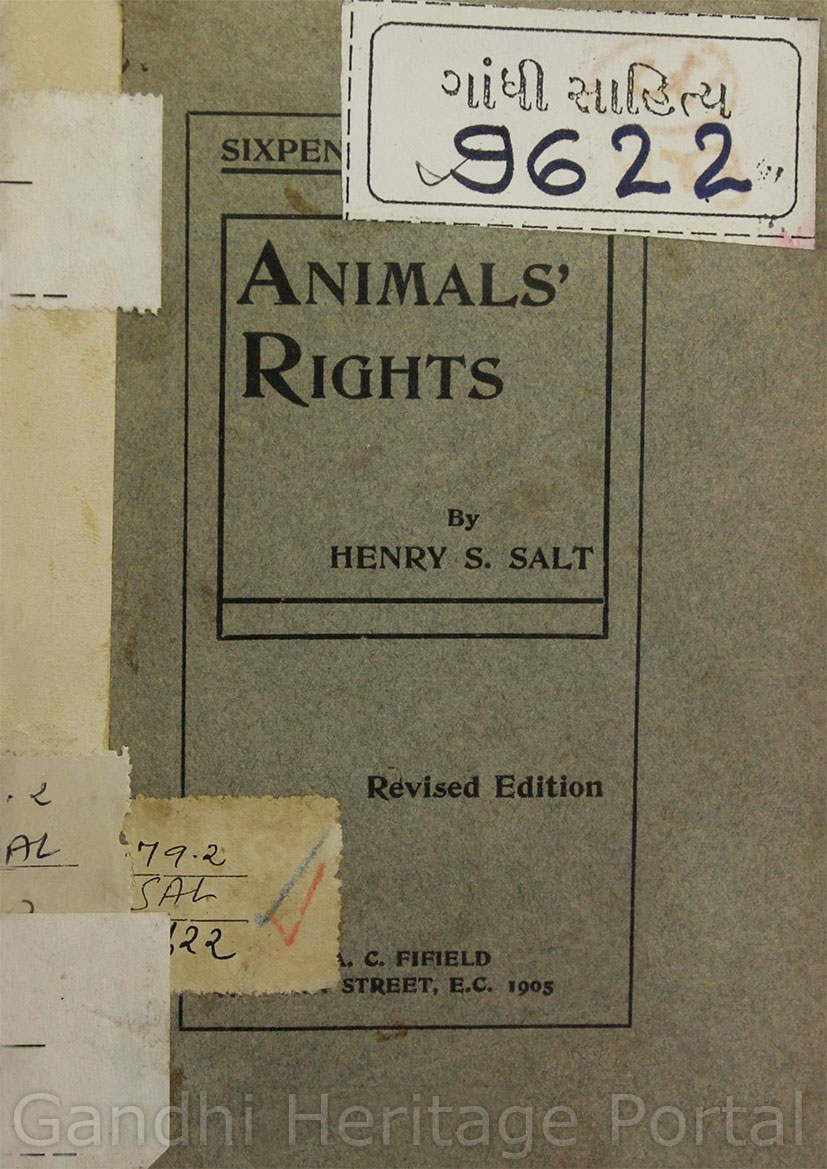 ગાંધી સાહિત્ય
9622
SIXPEN
ANIMALS'
RIGHTS
By
HENRY S. SALT
Revised Edition
.2
AL
79.2
SAL
22
A. C. FIFIELD
STREET, E.C. 1905
Gandhi Heritage Portal